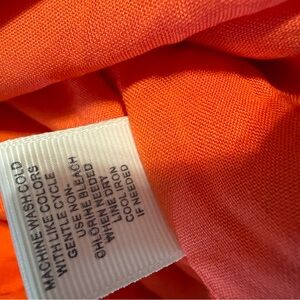 MACHINE WASH COLD
WITH LIKE COLORS
GENTLE CYCLE
USE NON-
CHLORINE BLEACH
WHEN NEEDED
LINE DRY
COOL IRON
IF NEEDED